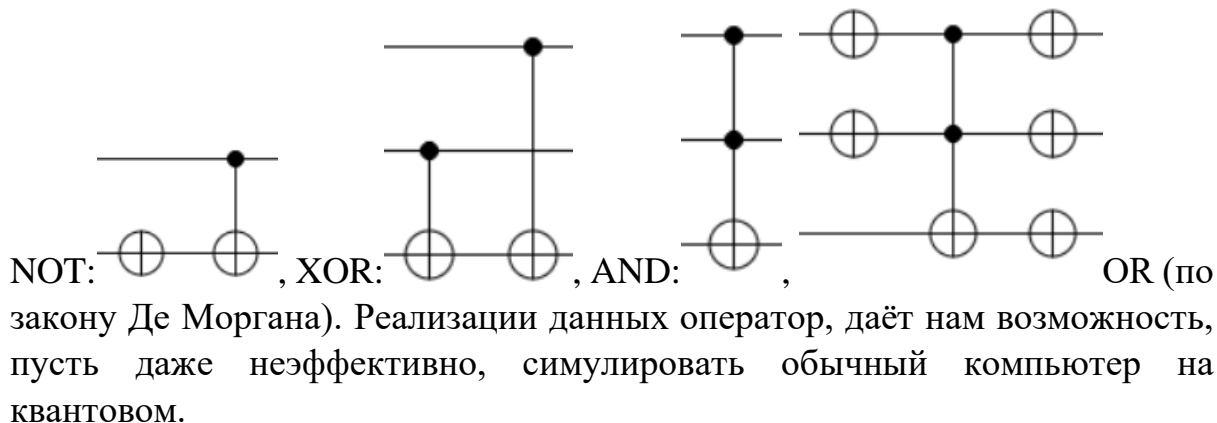 NOT: , XOR: , AND: , OR (по
закону Де Моргана). Реализации данных оператор, даёт нам возможность,
пусть даже неэффективно, симулировать обычный компьютер на
квантовом.